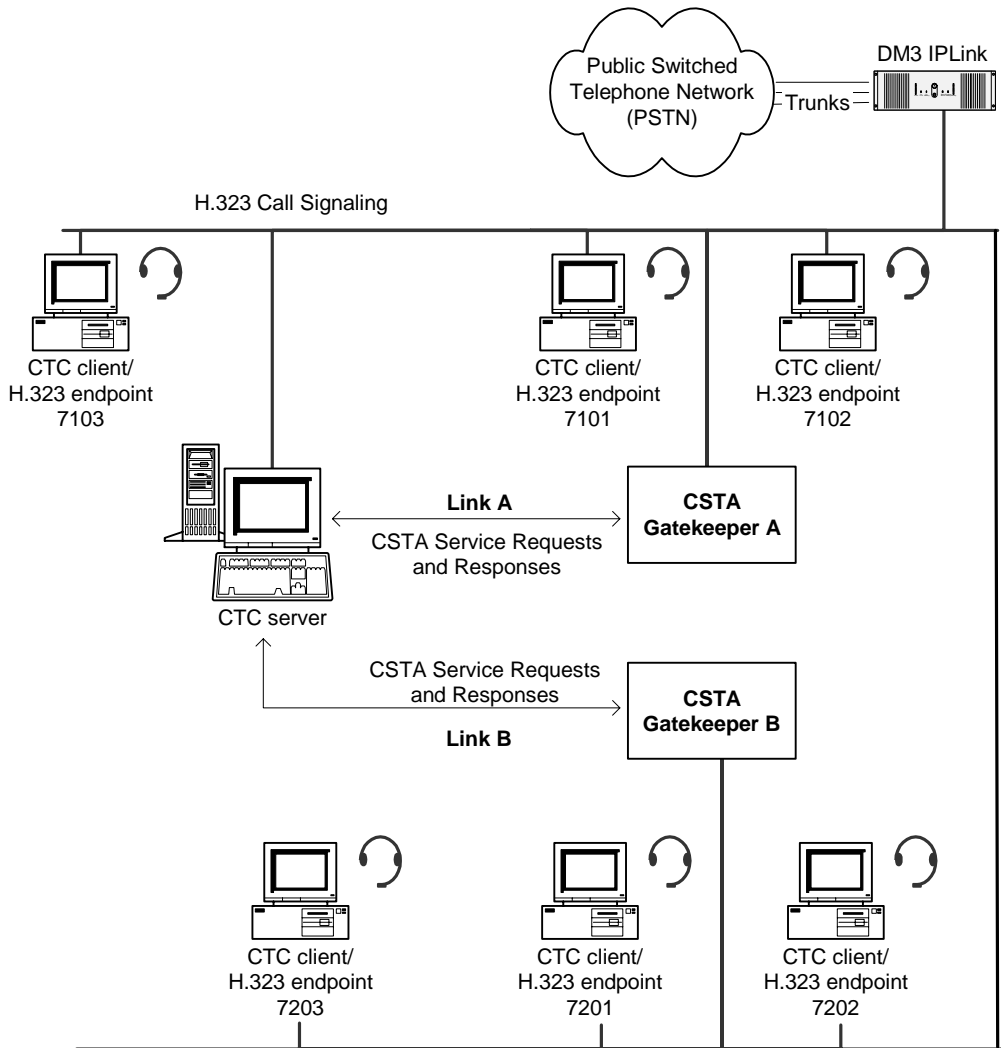 Public Switched
Telephone Network
(PSTN)
DM3 IPLink
Trunks
H.323 Call Signaling
CTC client/
H.323 endpoint
7103
CTC client/
H.323 endpoint
7101
CTC client/
H.323 endpoint
7102
Link A
CSTA Service Requests
and Responses
CSTA
Gatekeeper A
CTC server
CSTA Service Requests
and Responses
Link B
CSTA
Gatekeeper B
CTC client/
H.323 endpoint
7203
CTC client/
H.323 endpoint
7201
CTC client/
H.323 endpoint
7202